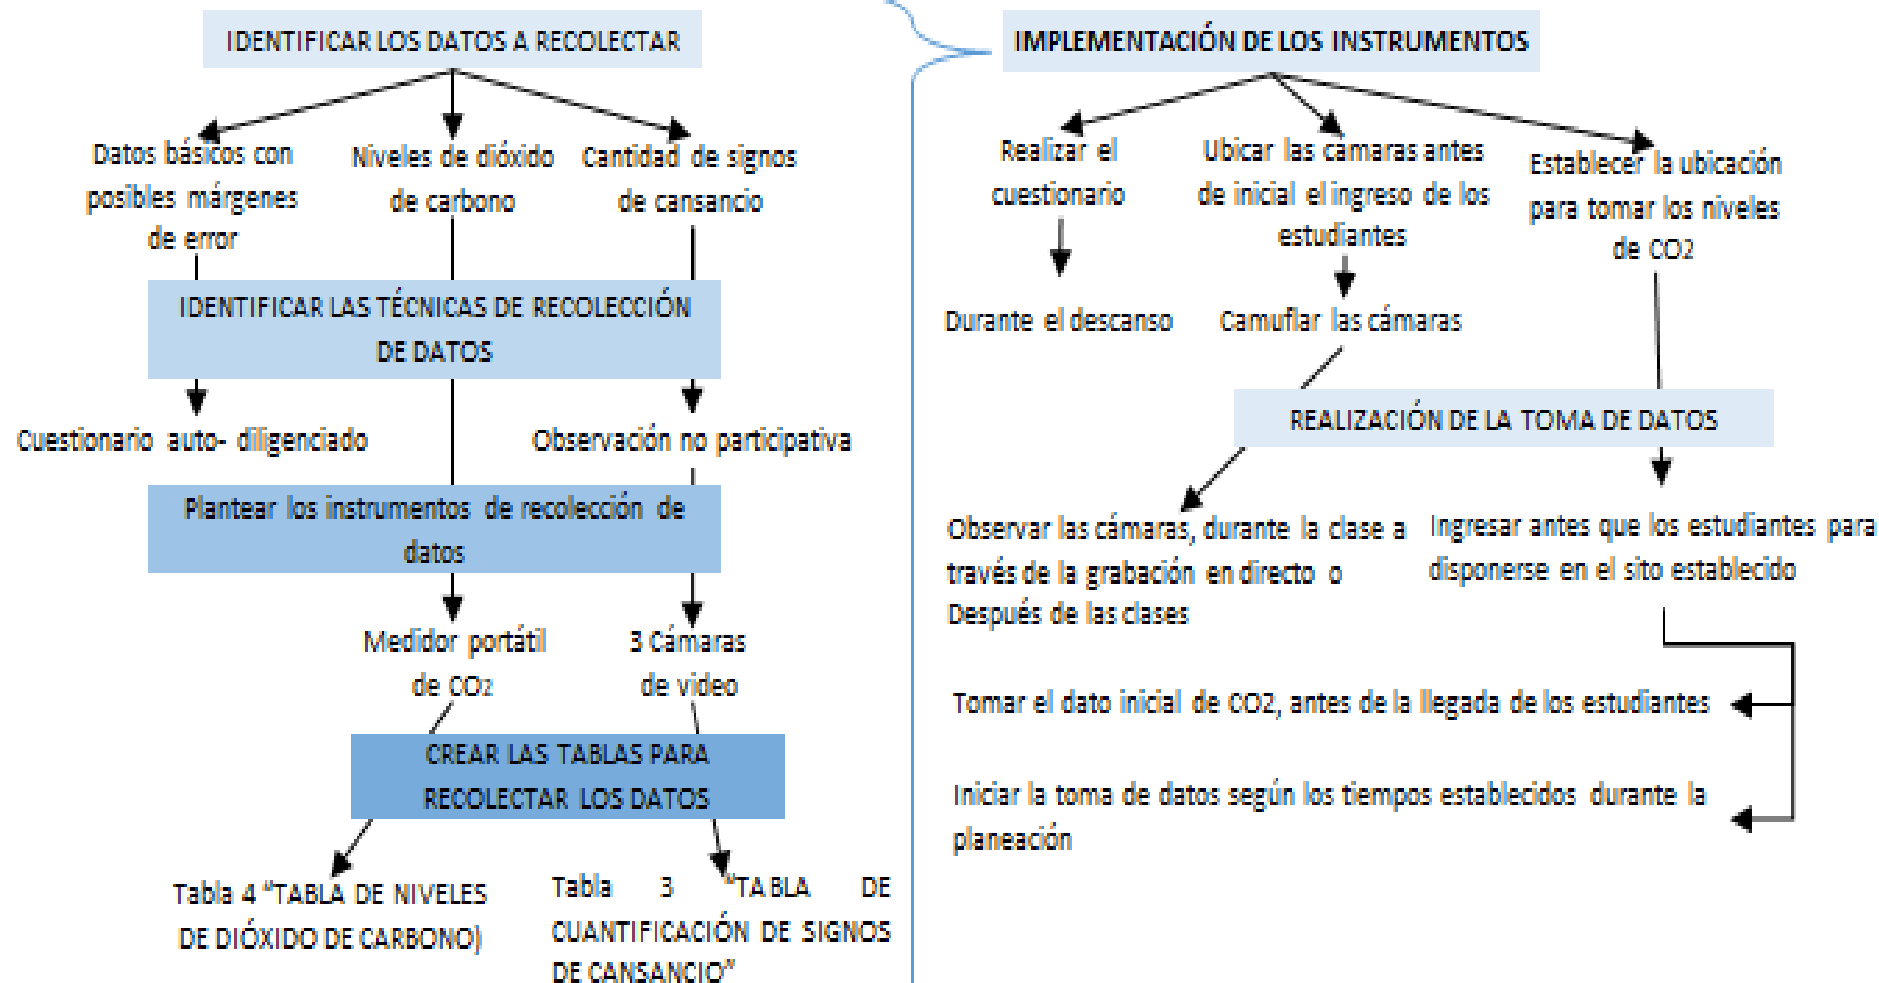 IDENTIFICAR LOS DATOS A RECOLECTAR
Datos básicos con
posibles márgenes
de error
Niveles de dióxido
de carbono
Cantidad de signos
de cansancio
IDENTIFICAR LAS TÉCNICAS DE RECOLECCIÓN
DE DATOS
Cuestionario auto- diligenciado
Observación no participativa
Plantear los instrumentos de recolección de
datos
Medidor portátil
de CO2
3 Cámaras
de video
CREAR LAS TABLAS PARA
RECOLECTAR LOS DATOS
Tabla 4 “TABLA DE NIVELES
DE DIÓXIDO DE CARBONO)
Tabla 3 “TABLA DE
CUANTIFICACIÓN DE SIGNOS
DE CANSANCIO”
IMPLEMENTACIÓN DE LOS INSTRUMENTOS
Realizar el
cuestionario
Durante el descanso
Ubicar las cámaras antes
de inicial el ingreso de los
estudiantes
Camuflar las cámaras
Establecer la ubicación
para tomar los niveles
de CO2
REALIZACIÓN DE LA TOMA DE DATOS
Observar las cámaras, durante la clase a
través de la grabación en directo o
Después de las clases
Ingresar antes que los estudiantes para
disponerse en el sito establecido
Tomar el dato inicial de CO2, antes de la llegada de los estudiantes
Iniciar la toma de datos según los tiempos establecidos durante la
planeación